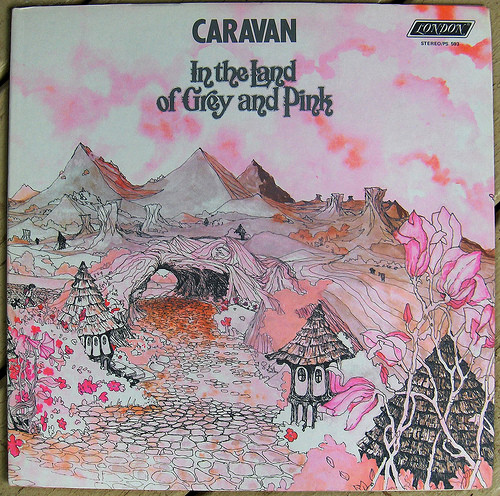 CARAVAN
LONDON
STEREO/PS 593
In the Land
of Grey and Pink